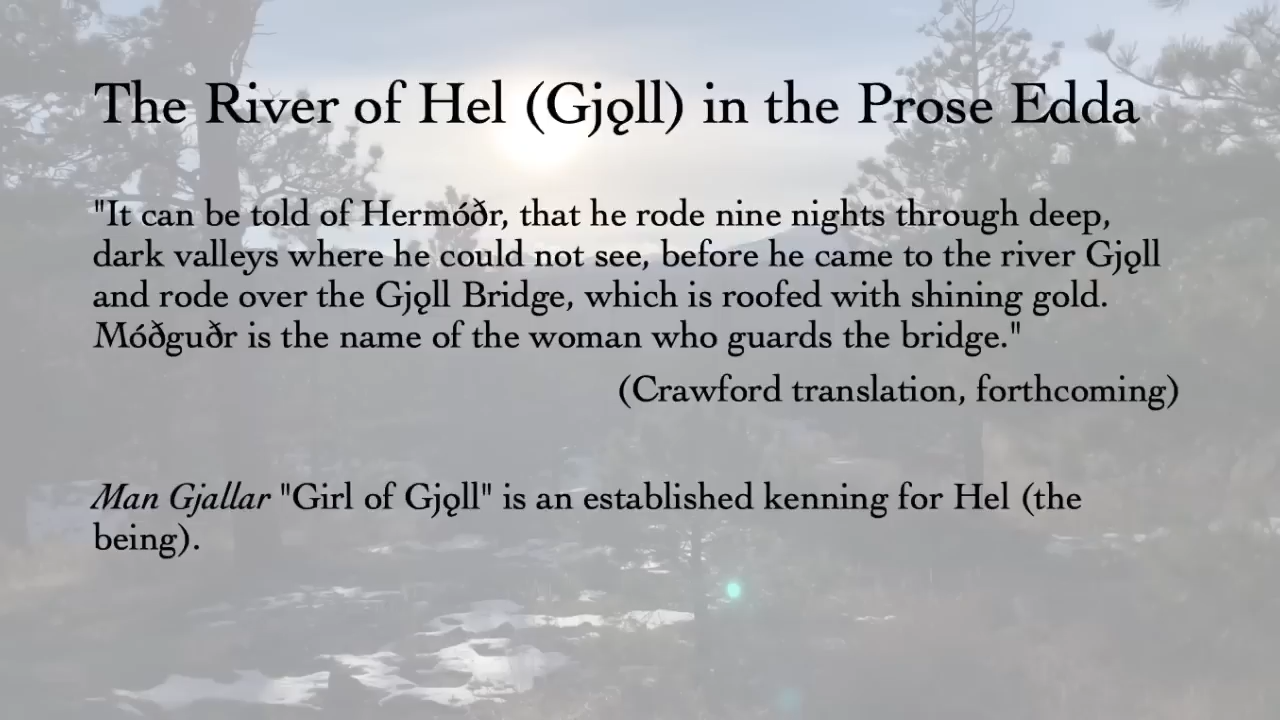 The River of Hel (Gjǫll) in the Prose Edda
"It can be told of Hermóðr, that he rode nine nights through deep,
dark valleys where he could not see, before he came to the river Gjǫll
and rode over the Gjǫll Bridge, which is roofed with shining gold.
Móðguðr is the name of the woman who guards the bridge."
(Crawford translation, forthcoming)
Man Gjallar "Girl of Gjǫll" is an established kenning for Hel (the
being).